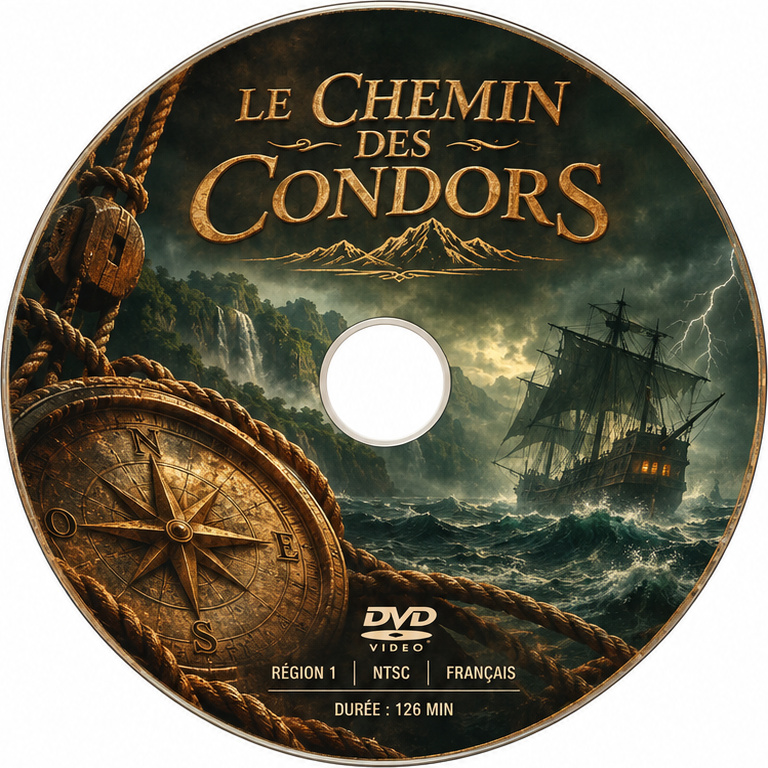 LE CHEMIN
DES
CONDORS
N
O
E
S
DVD
VIDEO
RÉGION 1 | NTSC | FRANÇAIS
DURÉE : 126 MIN